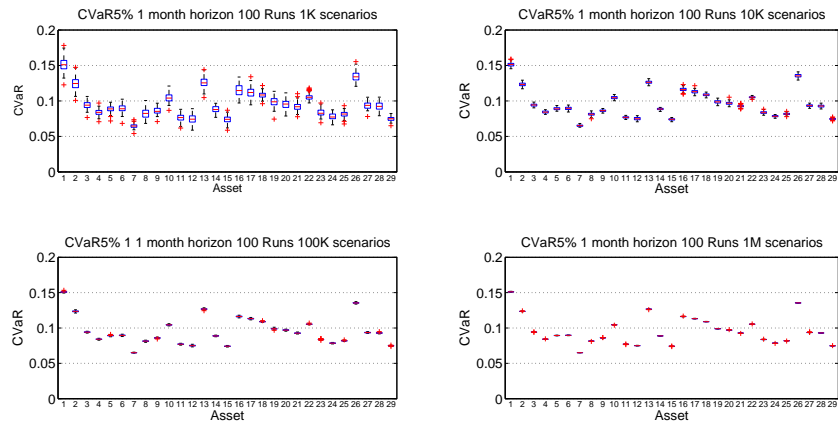 CVaR5% 1 month horizon 100 Runs 1K scenarios
CVaR
0.2
0.15
0.1
0.05
0
1 2 3 4 5 6 7 8 9 10 11 12 13 14 15 16 17 18 19 20 21 22 23 24 25 26 27 28 29
Asset
CVaR5% 1 month horizon 100 Runs 10K scenarios
CVaR
0.2
0.15
0.1
0.05
0
1 2 3 4 5 6 7 8 9 10 11 12 13 14 15 16 17 18 19 20 21 22 23 24 25 26 27 28 29
Asset
CVaR5% 1 1 month horizon 100 Runs 100K scenarios
CVaR
0.2
0.15
0.1
0.05
0
1 2 3 4 5 6 7 8 9 10 11 12 13 14 15 16 17 18 19 20 21 22 23 24 25 26 27 28 29
Asset
CVaR5% 1 month horizon 100 Runs 1M scenarios
CVaR
0.2
0.15
0.1
0.05
0
1 2 3 4 5 6 7 8 9 10 11 12 13 14 15 16 17 18 19 20 21 22 23 24 25 26 27 28 29
Asset